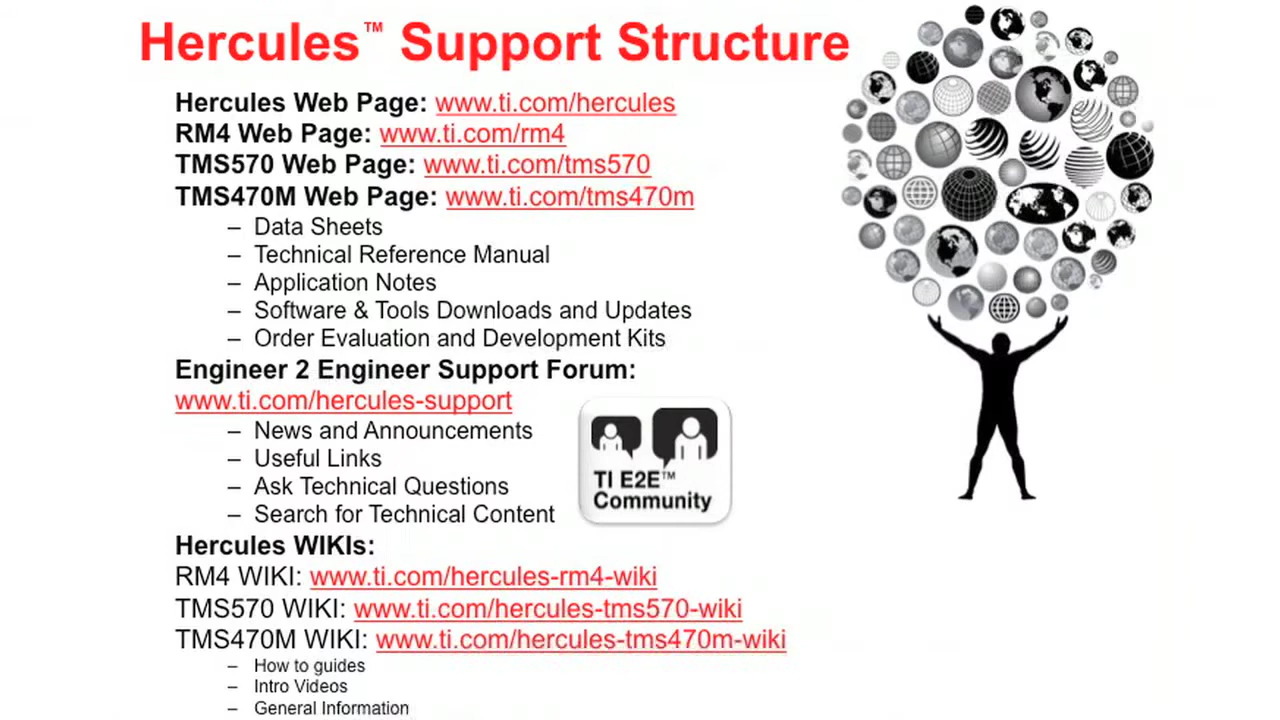 Hercules™ Support Structure
Hercules Web Page: www.ti.com/hercules
RM4 Web Page: www.ti.com/rm4
TMS570 Web Page: www.ti.com/tms570
TMS470M Web Page: www.ti.com/tms470m
– Data Sheets
– Technical Reference Manual
– Application Notes
– Software & Tools Downloads and Updates
– Order Evaluation and Development Kits
Engineer 2 Engineer Support Forum:
www.ti.com/hercules-support
– News and Announcements
– Useful Links
– Ask Technical Questions
– Search for Technical Content
TI E2E™
Community
Hercules WIKIs:
RM4 WIKI: www.ti.com/hercules-rm4-wiki
TMS570 WIKI: www.ti.com/hercules-tms570-wiki
TMS470M WIKI: www.ti.com/hercules-tms470m-wiki
– How to guides
– Intro Videos
– General Information